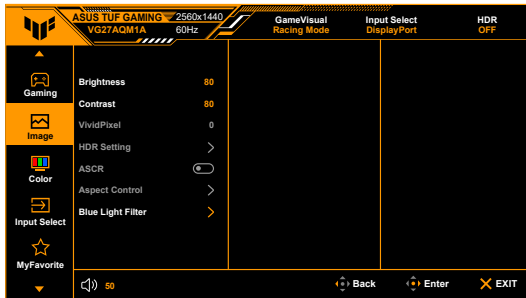 ASUS TUF GAMING 2560x1440
VG27AQM1A 60Hz
GameVisual
Racing Mode
Input Select
DisplayPort
HDR
OFF
Gaming
Image
Color
Input Select
MyFavorite
Brightness 80
Contrast 80
VividPixel 0
HDR Setting
ASCR
Aspect Control
Blue Light Filter
50
Back
Enter
EXIT